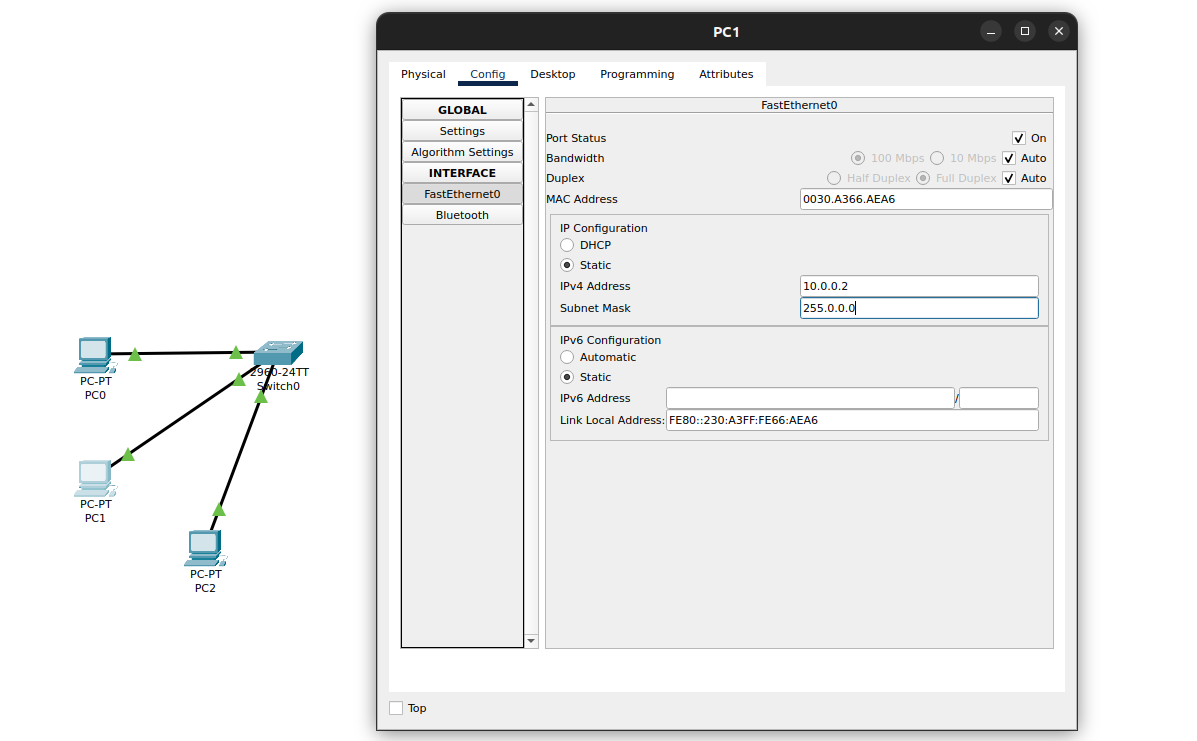 PC1
Physical Config Desktop Programming Attributes
GLOBAL
Settings
Algorithm Settings
INTERFACE
FastEthernet0
Bluetooth
FastEthernet0
Port Status On
Bandwidth 100 Mbps 10 Mbps Auto
Duplex Half Duplex Full Duplex Auto
MAC Address 0030.A366.AEA6
IP Configuration
DHCP
Static
IPv4 Address 10.0.0.2
Subnet Mask 255.0.0.0
IPv6 Configuration
Automatic
Static
IPv6 Address /
Link Local Address: FE80::230:A3FF:FE66:AEA6
Top
PC-PT
PC0
2960-24TT
Switch0
PC-PT
PC1
PC-PT
PC2